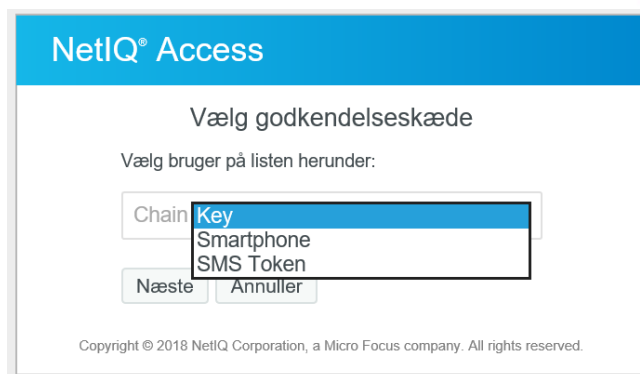 NetIQ® Access
Vælg godkendelseskæde
Vælg bruger på listen herunder:
Chain Key
Smartphone
SMS Token
Næste Annuller
Copyright © 2018 NetIQ Corporation, a Micro Focus company. All rights reserved.